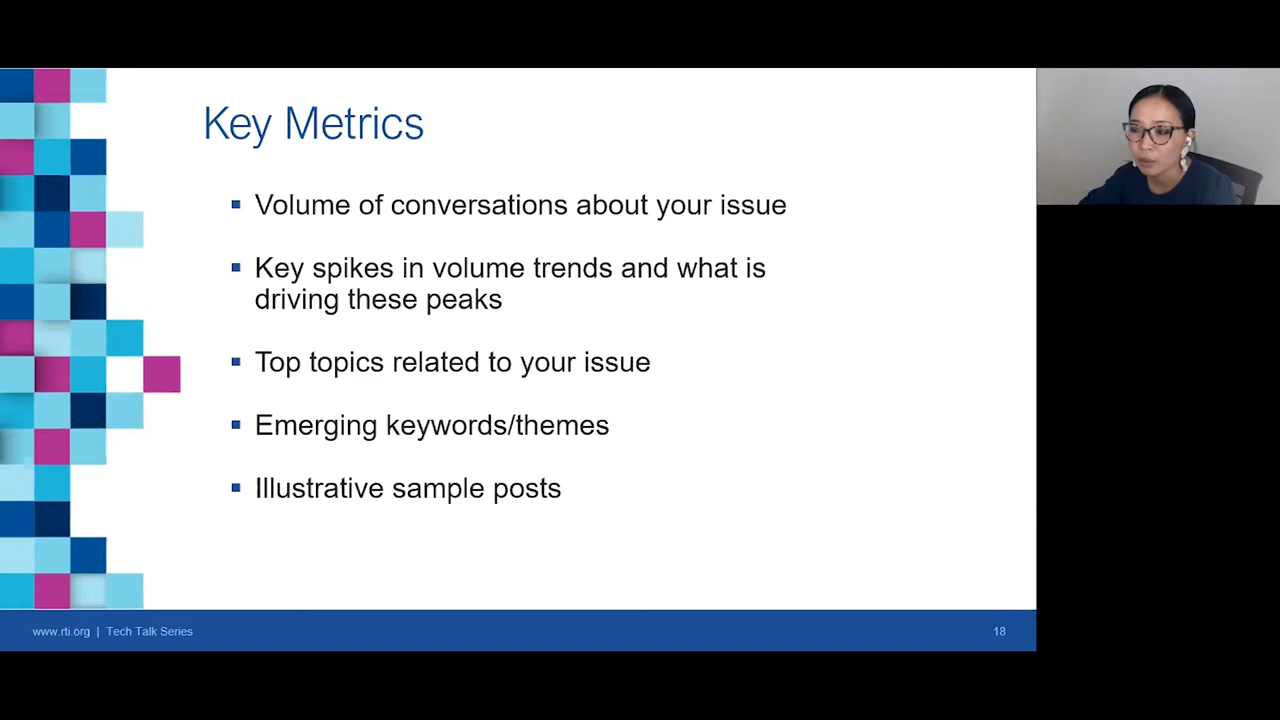 Key Metrics
Volume of conversations about your issue
Key spikes in volume trends and what is
driving these peaks
Top topics related to your issue
Emerging keywords/themes
Illustrative sample posts
www.rti.org | Tech Talk Series
18